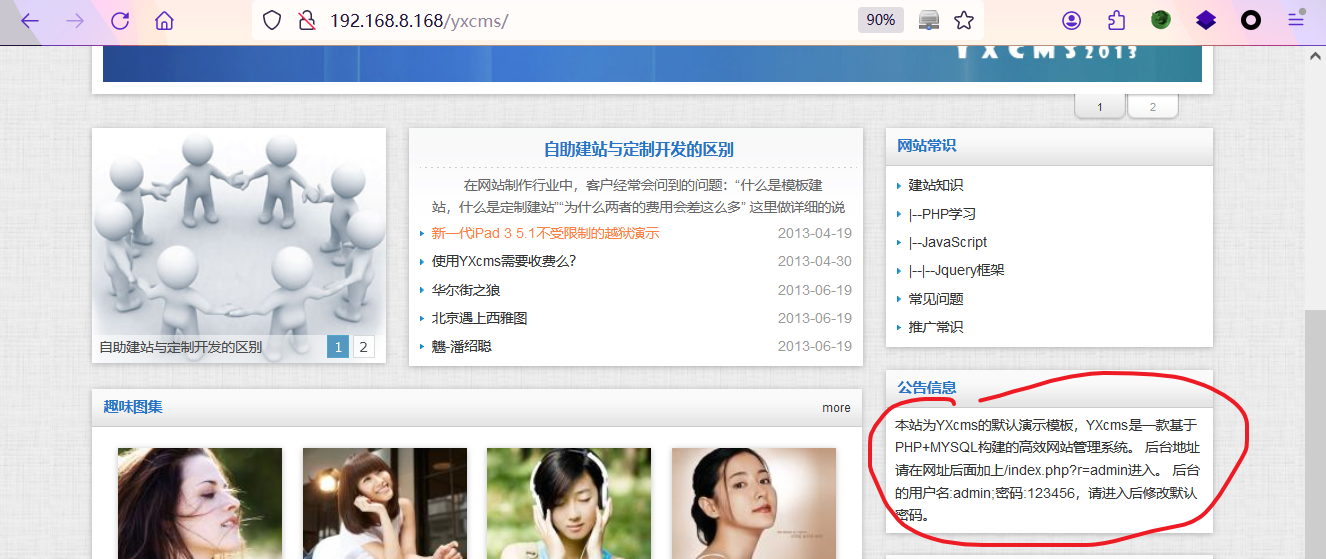 192.168.8.168/yxcms/
90%
YXCMS2013
1
2
自助建站与定制开发的区别
1
2
自助建站与定制开发的区别
在网站制作行业中，客户经常会问到的问题：“什么是模板建
站，什么是定制建站”“为什么两者的费用会差这么多” 这里做详细的说
新一代iPad 3 5.1不受限制的越狱演示 2013-04-19
使用YXcms需要收费么? 2013-04-30
华尔街之狼 2013-06-19
北京遇上西雅图 2013-06-19
魑-潘绍聪 2013-06-19
网站常识
建站知识
|--PHP学习
|--JavaScript
|--|--Jquery框架
常见问题
推广常识
趣味图集
more
公告信息
本站为YXcms的默认演示模板，YXcms是一款基于
PHP+MYSQL构建的高效网站管理系统。 后台地址
请在网址后面加上/index.php?r=admin进入。 后台
的用户名:admin;密码:123456，请进入后修改默认
密码。